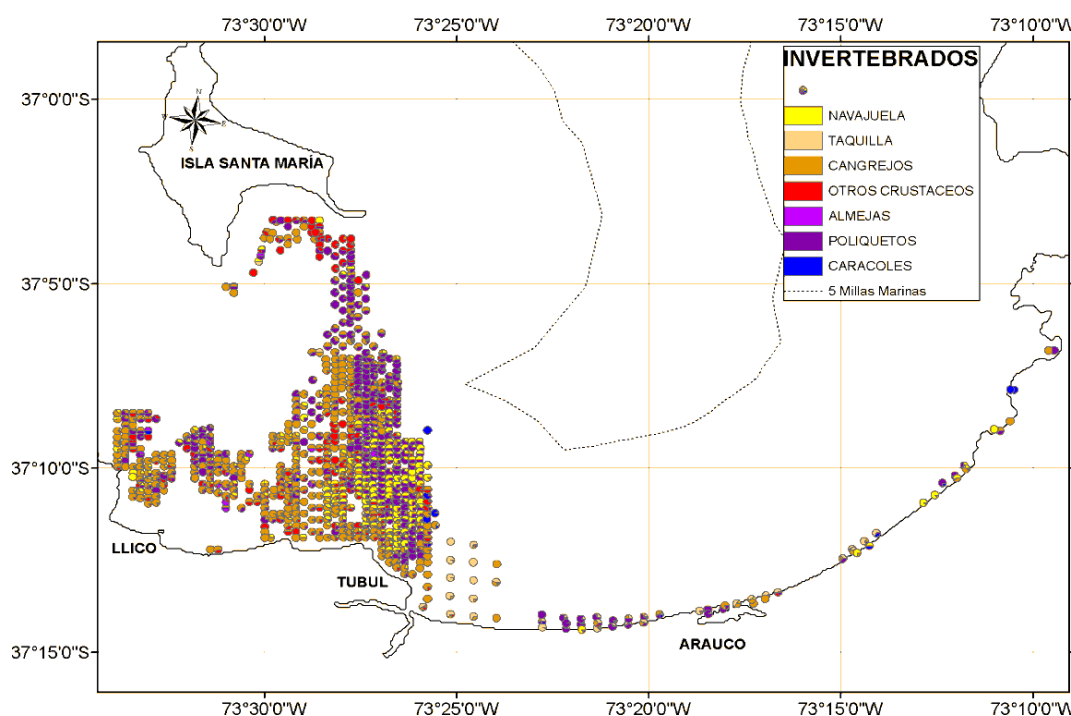 73°30'0"W 73°25'0"W 73°20'0"W 73°15'0"W 73°10'0"W
37°0'0"S
37°5'0"S
37°10'0"S
37°15'0"S
N
ISLA SANTA MARÍA
INVERTEBRADOS
NAVAJUELA
TAQUILLA
CANGREJOS
OTROS CRUSTACEOS
ALMEJAS
POLIQUETOS
CARACOLES
5 Millas Marinas
LLICO
TUBUL
ARAUCO
73°30'0"W 73°25'0"W 73°20'0"W 73°15'0"W 73°10'0"W